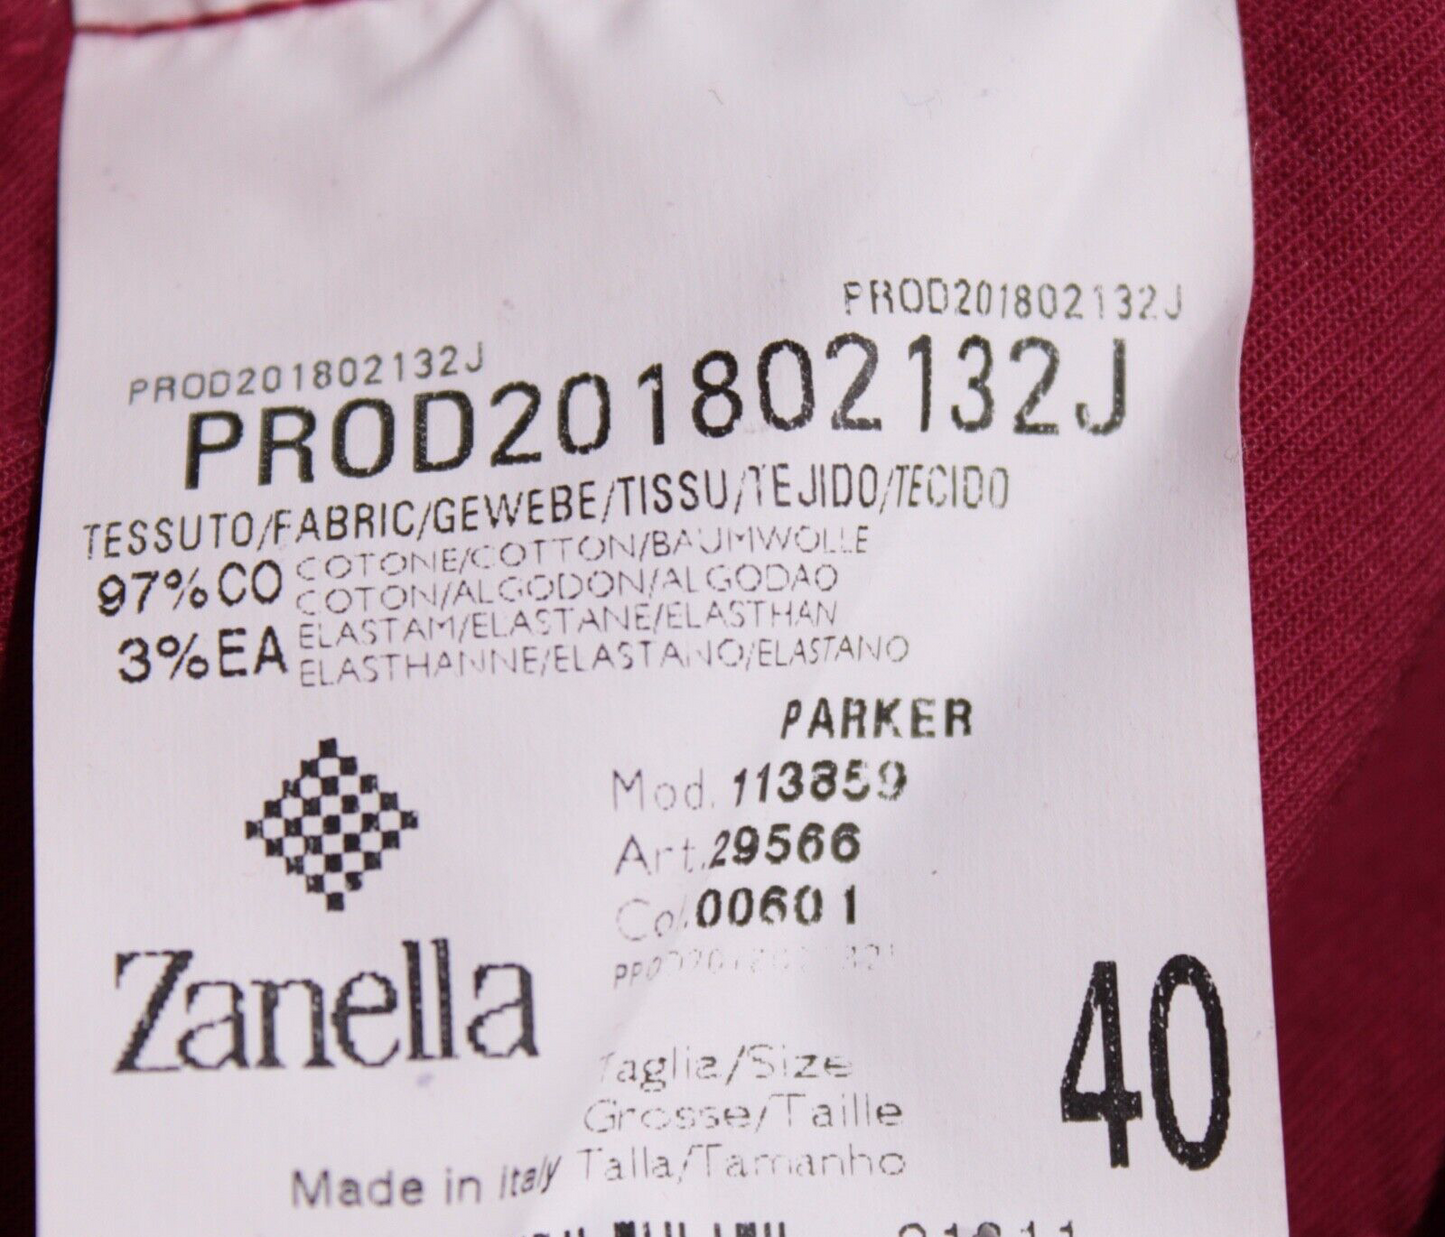 PROD201802132J
PROD201802132J
PROD201802132J
TESSUTO/FABRIC/GEWEBE/TISSU/TEJIDO/TECIDO
97%CO COTONE/COTTON/BAUMWOLLE
COTON/ALGODON/ALGODAO
3%EA ELASTAM/ELASTANE/ELASTHAN
ELASTHANNE/ELASTANO/ELASTANO
PARKER
Mod. 113859
Art. 29566
Col. 00601
Zanella
Taglia/Size
Grosse/Taille
Talla/Tamanho
40
Made in Italy